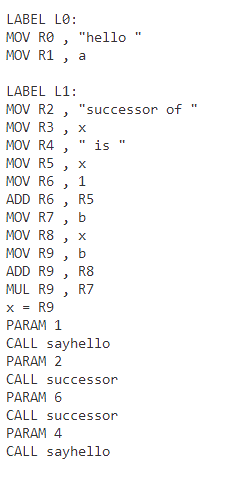 LABEL L0:
MOV R0 , "hello "
MOV R1 , a

LABEL L1:
MOV R2 , "successor of "
MOV R3 , x
MOV R4 , " is "
MOV R5 , x
MOV R6 , 1
ADD R6 , R5
MOV R7 , b
MOV R8 , x
MOV R9 , b
ADD R9 , R8
MUL R9 , R7
x = R9
PARAM 1
CALL sayhello
PARAM 2
CALL successor
PARAM 6
CALL successor
PARAM 4
CALL sayhello